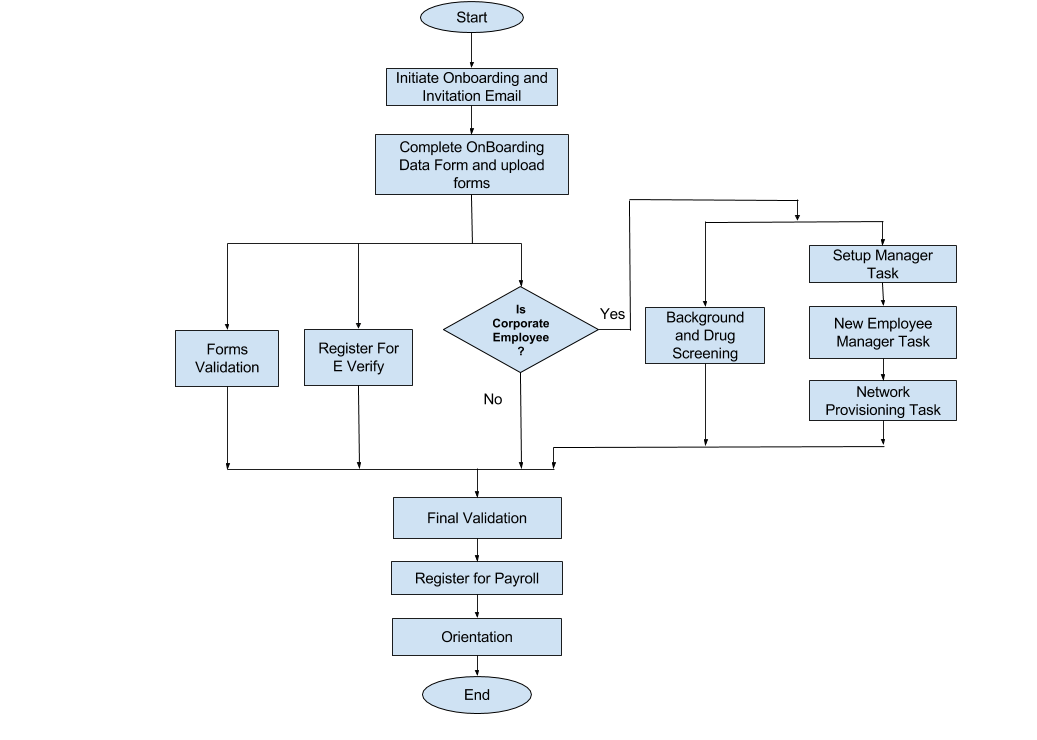 Start
Initiate Onboarding and
Invitation Email
Complete OnBoarding
Data Form and upload
forms
Setup Manager
Task
Is
Corporate
Employee
?
Yes
Background
and Drug
Screening
New Employee
Manager Task
Forms
Validation
Register For
E Verify
No
Network
Provisioning Task
Final Validation
Register for Payroll
Orientation
End